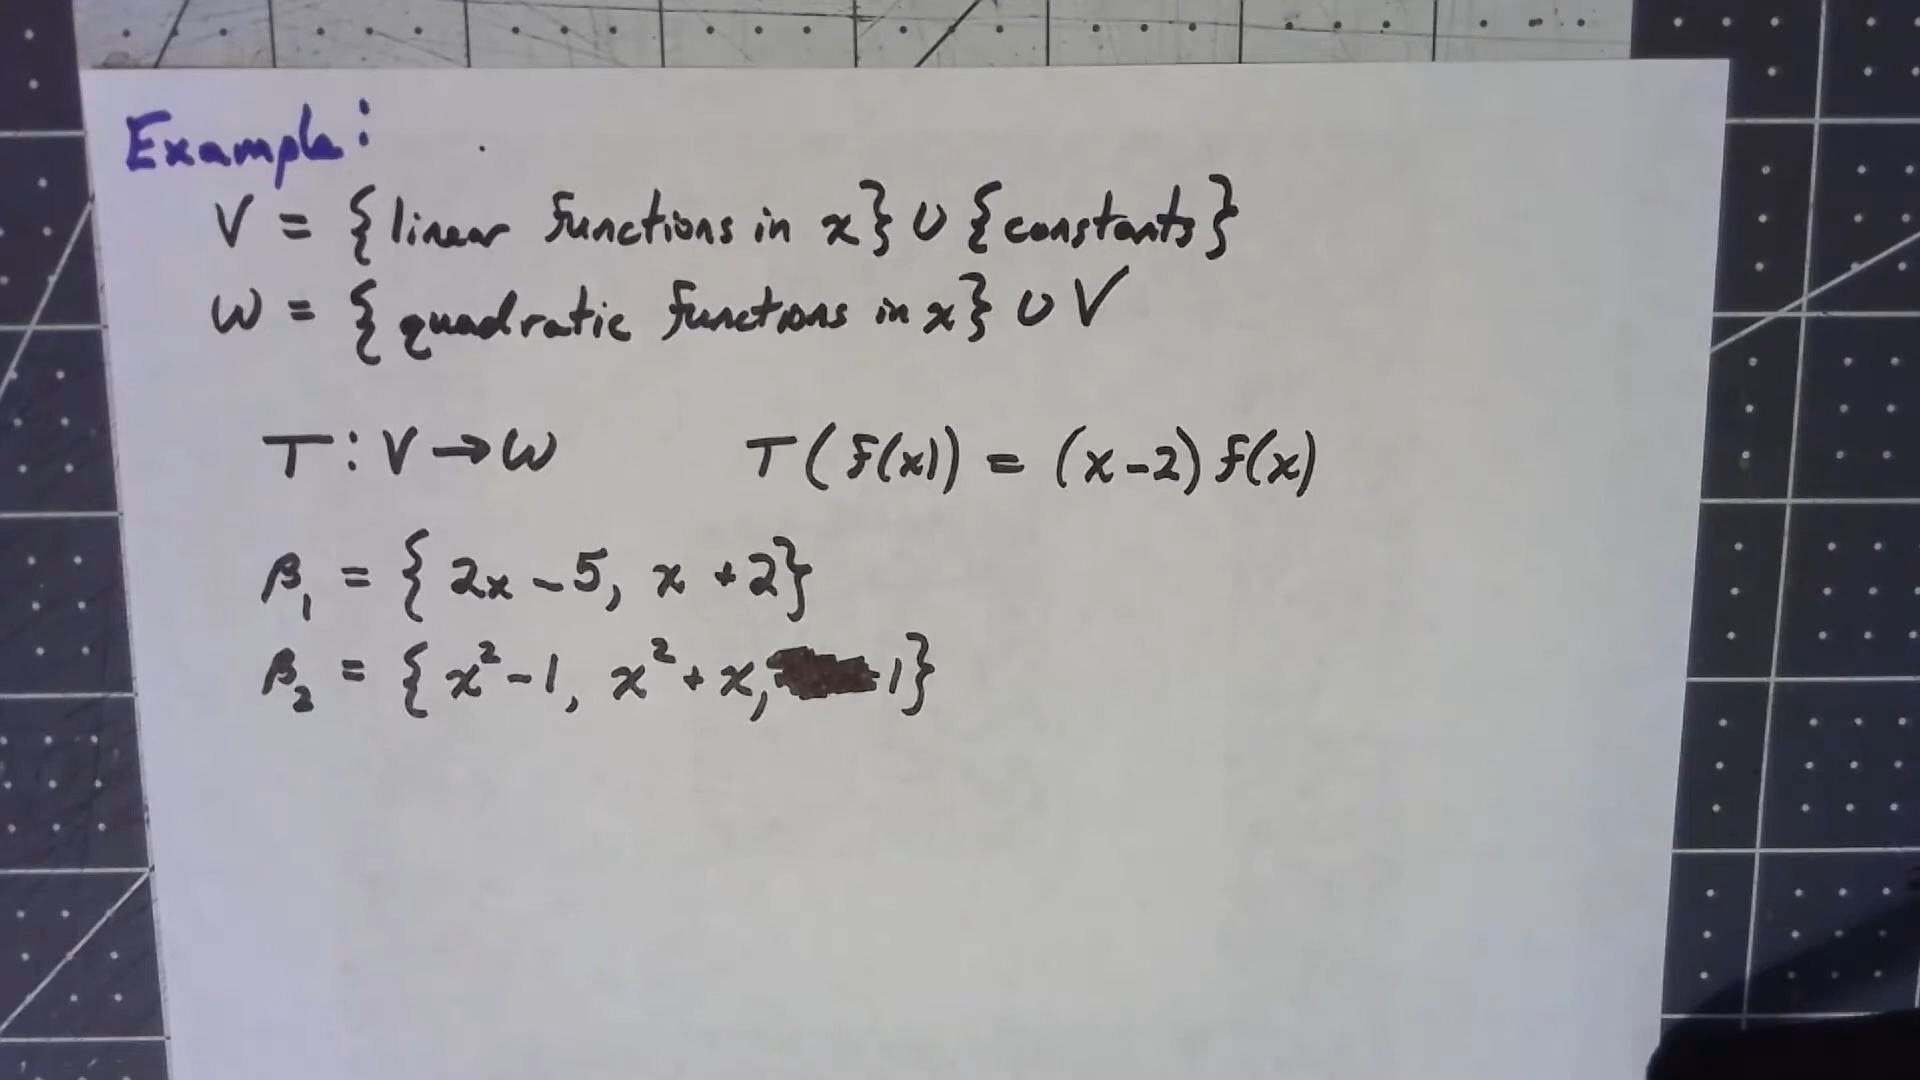 Example:
V = {linear functions in x} ∪ {constants}
W = {quadratic functions in x} ∪ V
T : V → W T(f(x)) = (x-2) f(x)
β₁ = {2x - 5, x + 2}
β₂ = {x² - 1, x² + x, 1}